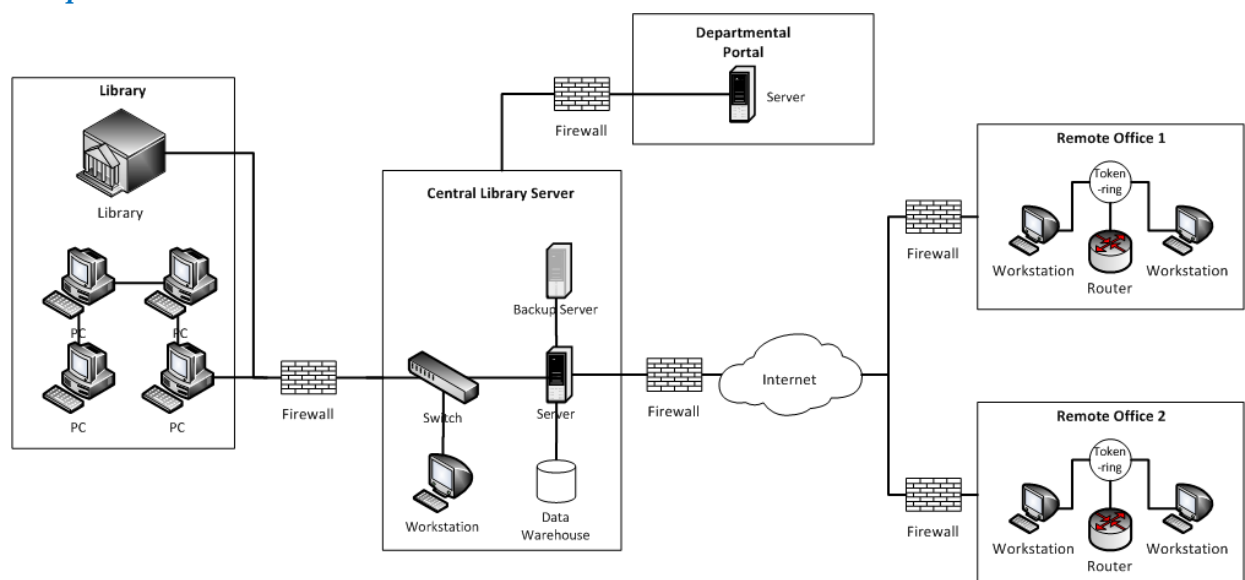 Departmental
Portal
Server
Firewall
Library
Library
PC
PC
PC
PC
Firewall
Central Library Server
Backup Server
Switch
Server
Workstation
Data
Warehouse
Firewall
Internet
Firewall
Remote Office 1
Token
-ring
Workstation
Router
Workstation
Firewall
Remote Office 2
Token
-ring
Workstation
Router
Workstation